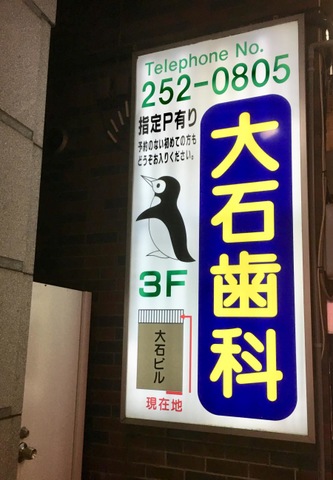 Telephone No.
252-0805
指定P有り
予約のない初めての方も
どうぞお入りください。
大石歯科
3F
大石ビル
現在地